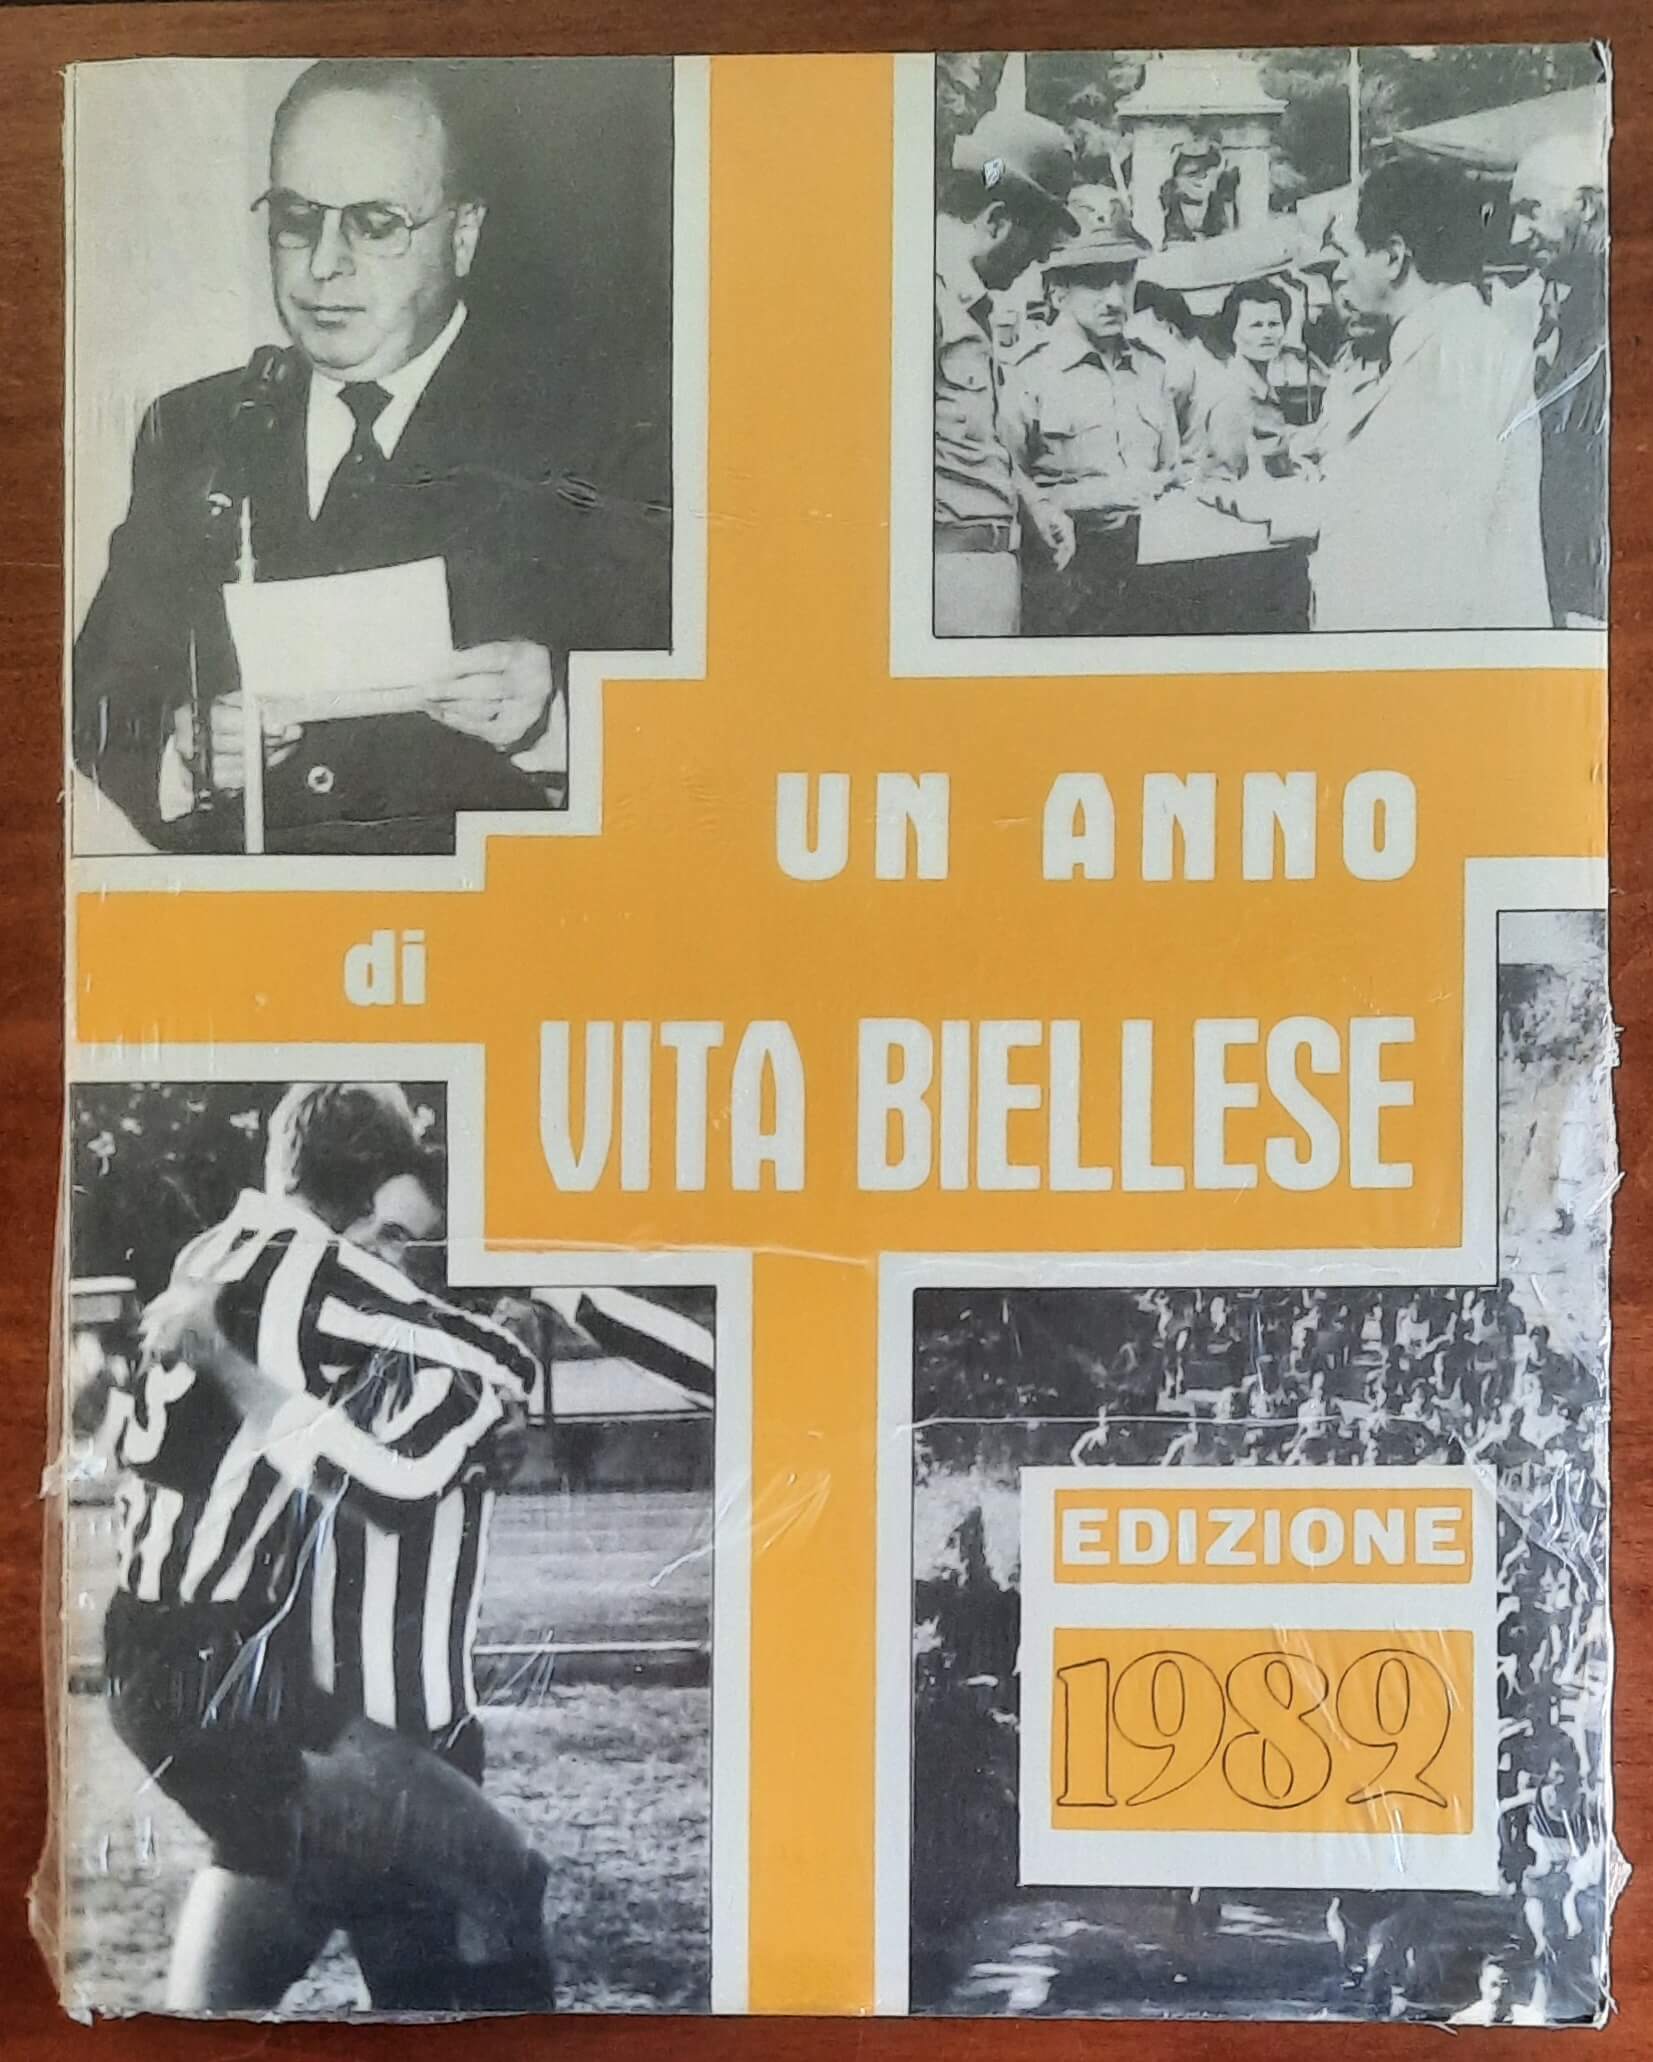 UN ANNO
di
VITA BIELLESE
EDIZIONE
1982